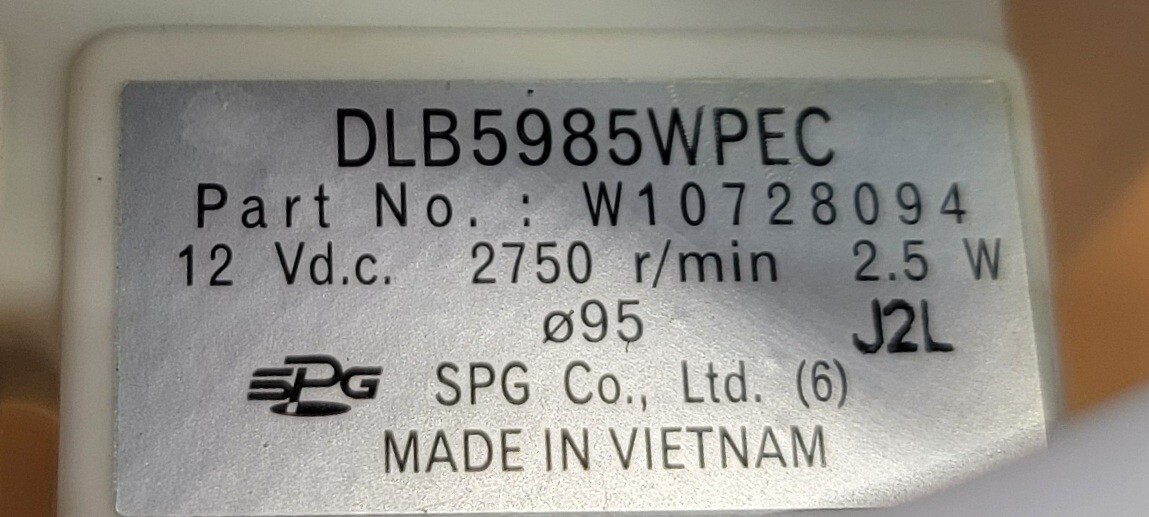 DLB5985WPEC
Part No. : W10728094
12 Vd.c. 2750 r/min 2.5 W
ø95 J2L
SPG SPG Co., Ltd. (6)
MADE IN VIETNAM